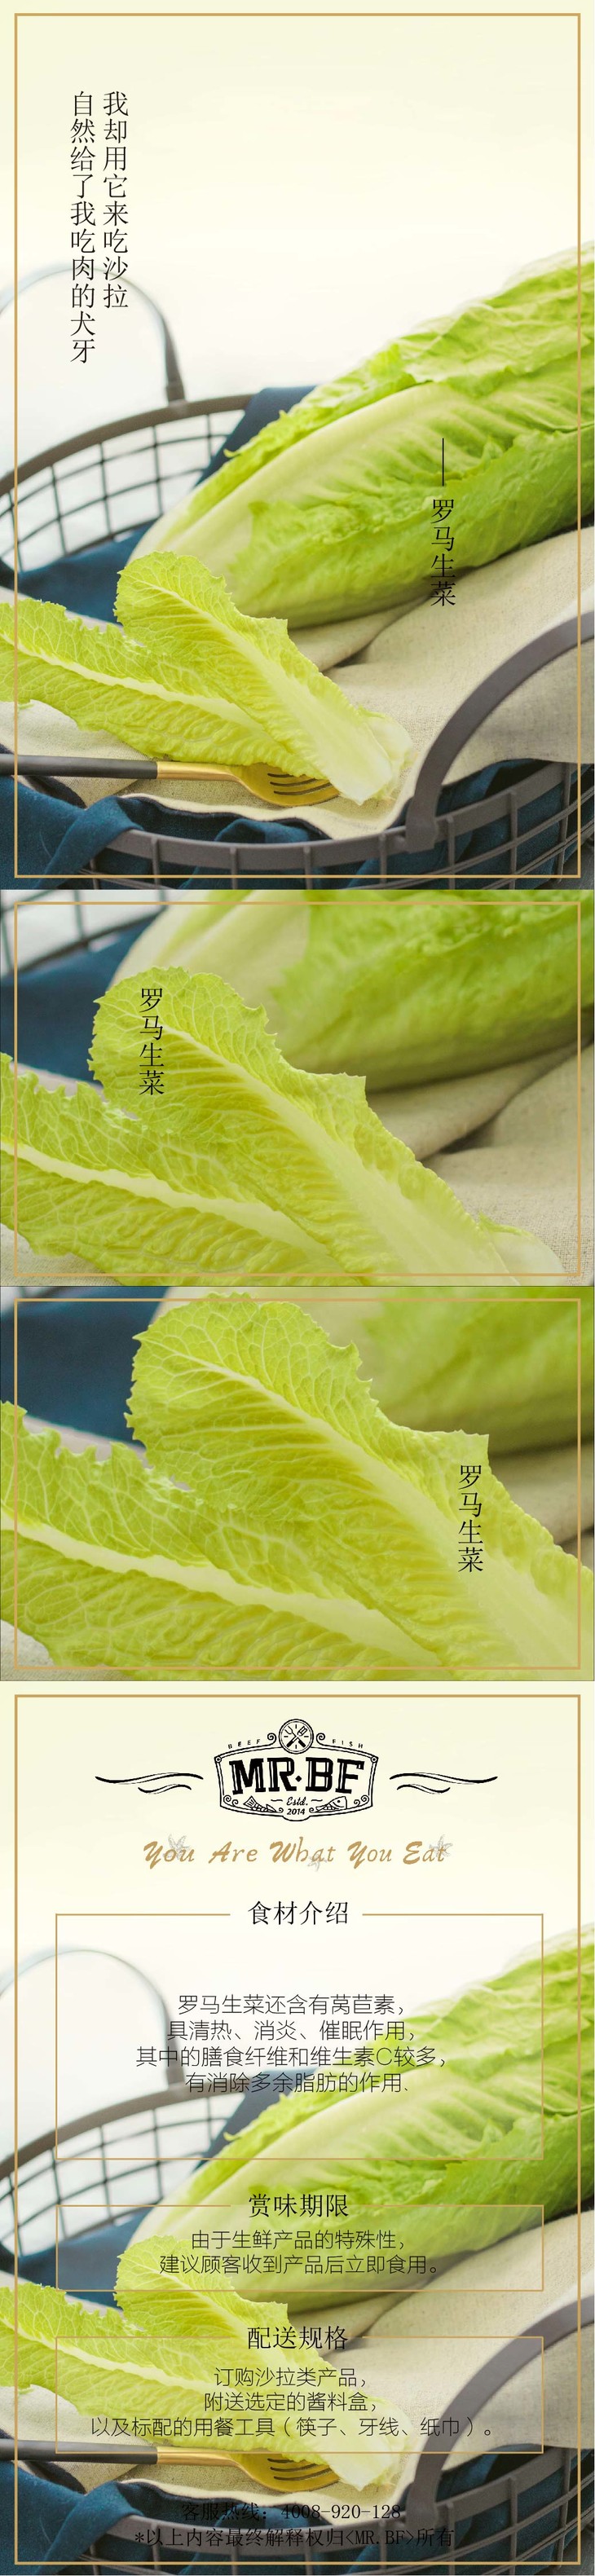 我却用它来吃沙拉
自然给了我吃肉的犬牙
——罗马生菜
罗马生菜
罗马生菜
BEEF FISH
MR·BF
Estd.
2014
You Are What You Eat
食材介绍
罗马生菜还含有莴苣素，
具清热、消炎、催眠作用，
其中的膳食纤维和维生素C较多，
有消除多余脂肪的作用、
赏味期限
由于生鲜产品的特殊性，
建议顾客收到产品后立即食用。
配送规格
订购沙拉类产品，
附送选定的酱料盒，
以及标配的用餐工具（筷子、牙线、纸巾）。
客服热线：4008-920-128
*以上内容最终解释权归<MR.BF>所有